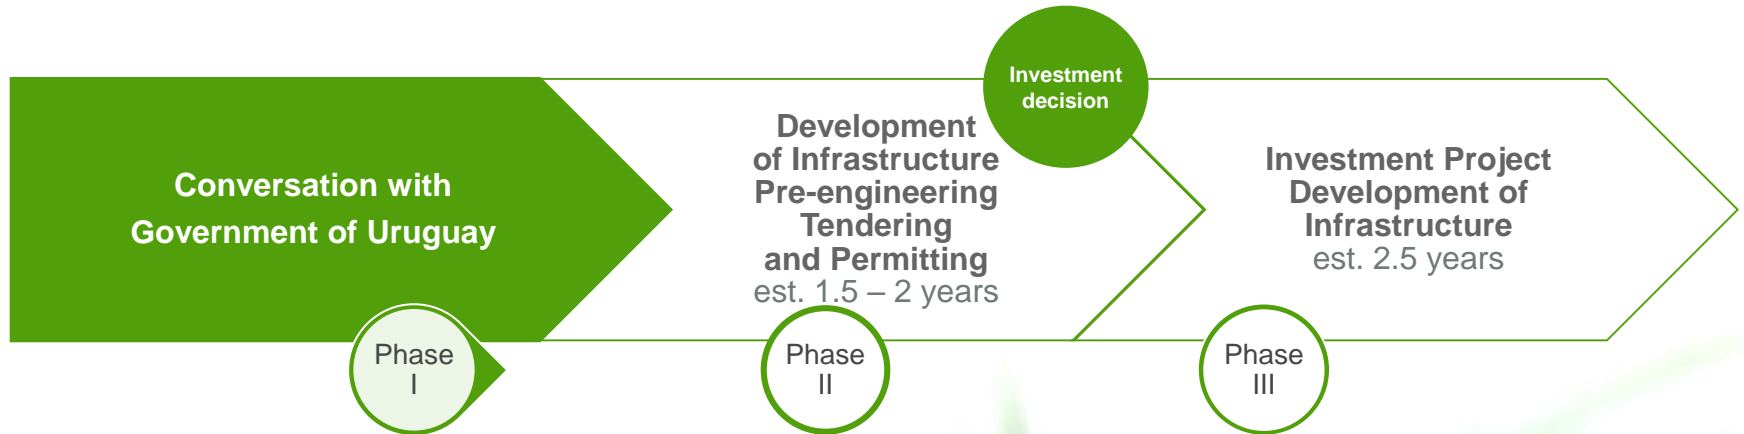 Conversation with
Government of Uruguay
Phase
I
Development
of Infrastructure
Pre-engineering
Tendering
and Permitting
est. 1.5 – 2 years
Phase
II
Investment
decision
Investment Project
Development of
Infrastructure
est. 2.5 years
Phase
III